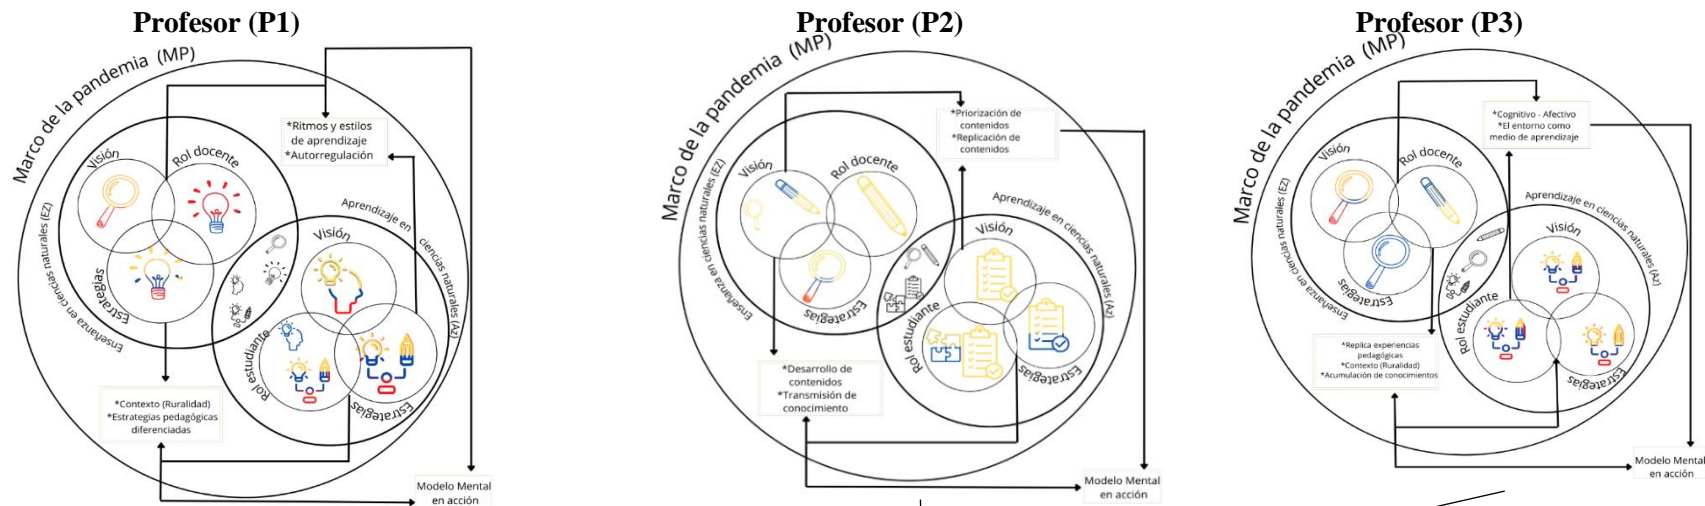 Profesor (P1)
Marco de la pandemia (MP)
*Ritmos y estilos
de aprendizaje
*Autorregulación
Visión
Rol docente
Estrategias
Enseñanza en ciencias naturales (EZ)
Aprendizaje en ciencias naturales (Az)
Visión
Rol estudiante
Estrategias
*Contexto (Ruralidad)
*Estrategias pedagógicas
diferenciadas
Modelo Mental
en acción
Profesor (P2)
Marco de la pandemia (MP)
*Priorización de
contenidos
*Replicación de
contenidos
Visión
Rol docente
Estrategias
Enseñanza en ciencias naturales (EZ)
Aprendizaje en ciencias naturales (Az)
Visión
Rol estudiante
Estrategias
*Desarrollo de
contenidos
*Transmisión de
conocimiento
Modelo Mental
en acción
Profesor (P3)
Marco de la pandemia (MP)
*Cognitivo - Afectivo
*El entorno como
medio de aprendizaje
Visión
Rol docente
Estrategias
Enseñanza en ciencias naturales (EZ)
Aprendizaje en ciencias naturales (Az)
Visión
Rol estudiante
Estrategias
*Replica experiencias
pedagógicas
*Contexto (Ruralidad)
*Acumulación de conocimientos
Modelo Mental
en acción